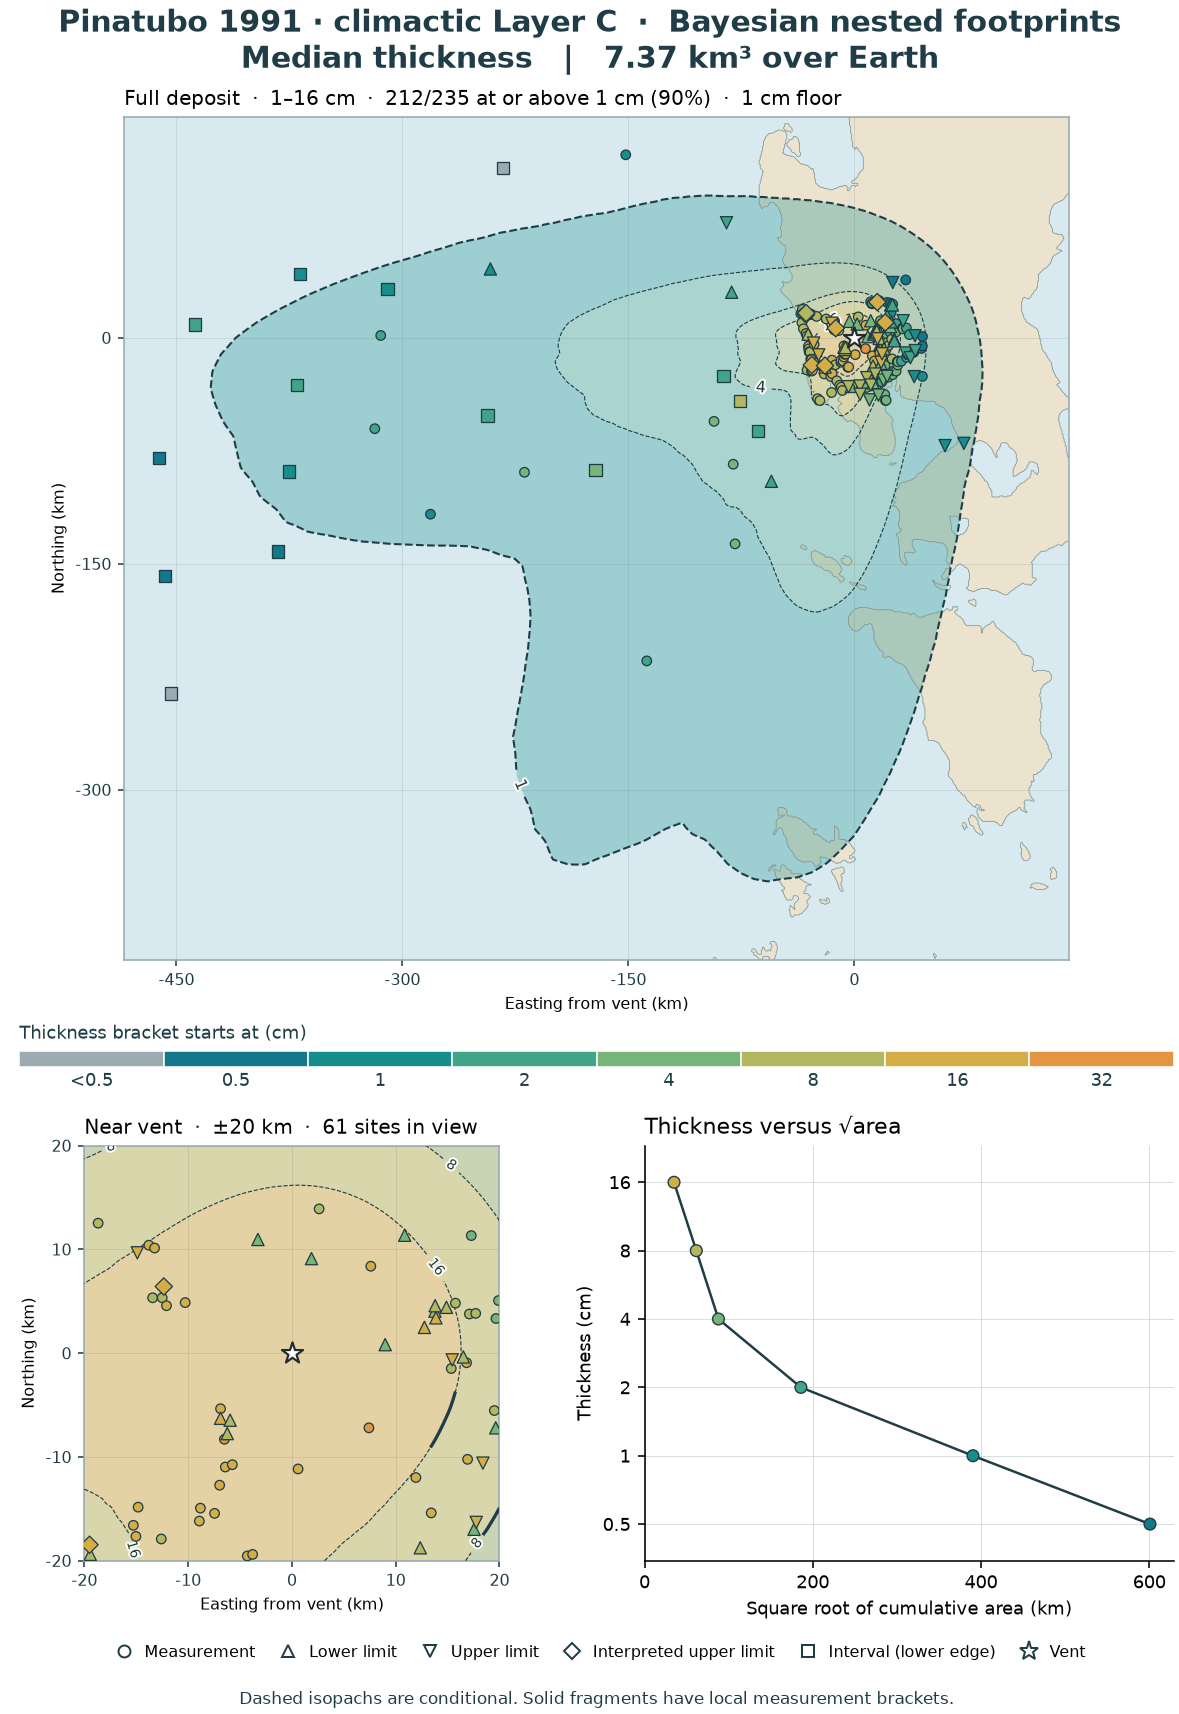 Pinatubo 1991 · climactic Layer C · Bayesian nested footprints
Median thickness | 7.37 km³ over Earth
Full deposit · 1–16 cm · 212/235 at or above 1 cm (90%) · 1 cm floor
4
1
0
-150
-300
Northing (km)
-450
-300
-150
0
Easting from vent (km)
Thickness bracket starts at (cm)
<0.5
0.5
1
2
4
8
16
32
Near vent · ±20 km · 61 sites in view
8
8
16
16
8
20
10
0
-10
-20
Northing (km)
-20
-10
0
10
20
Easting from vent (km)
Thickness versus √area
16
8
4
2
1
0.5
Thickness (cm)
0
200
400
600
Square root of cumulative area (km)
Measurement
Lower limit
Upper limit
Interpreted upper limit
Interval (lower edge)
Vent
Dashed isopachs are conditional. Solid fragments have local measurement brackets.